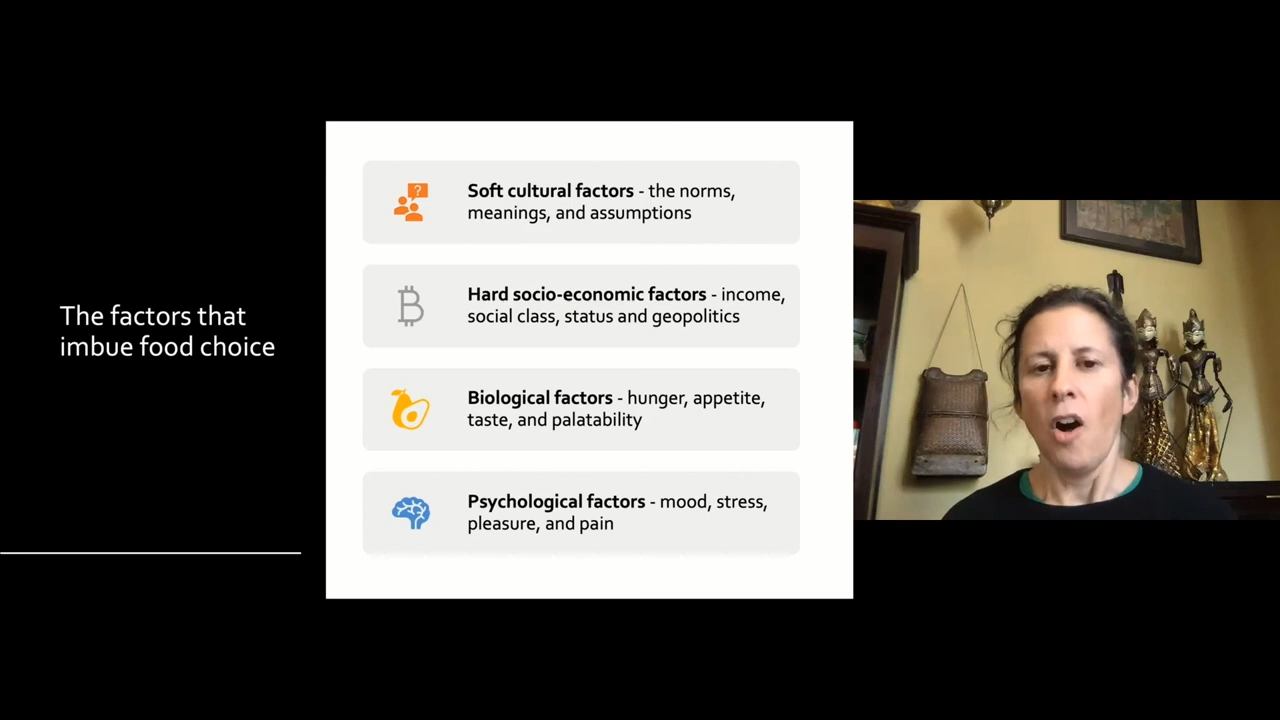 The factors that
imbue food choice
?
Soft cultural factors - the norms,
meanings, and assumptions
Hard socio-economic factors - income,
social class, status and geopolitics
Biological factors - hunger, appetite,
taste, and palatability
Psychological factors - mood, stress,
pleasure, and pain